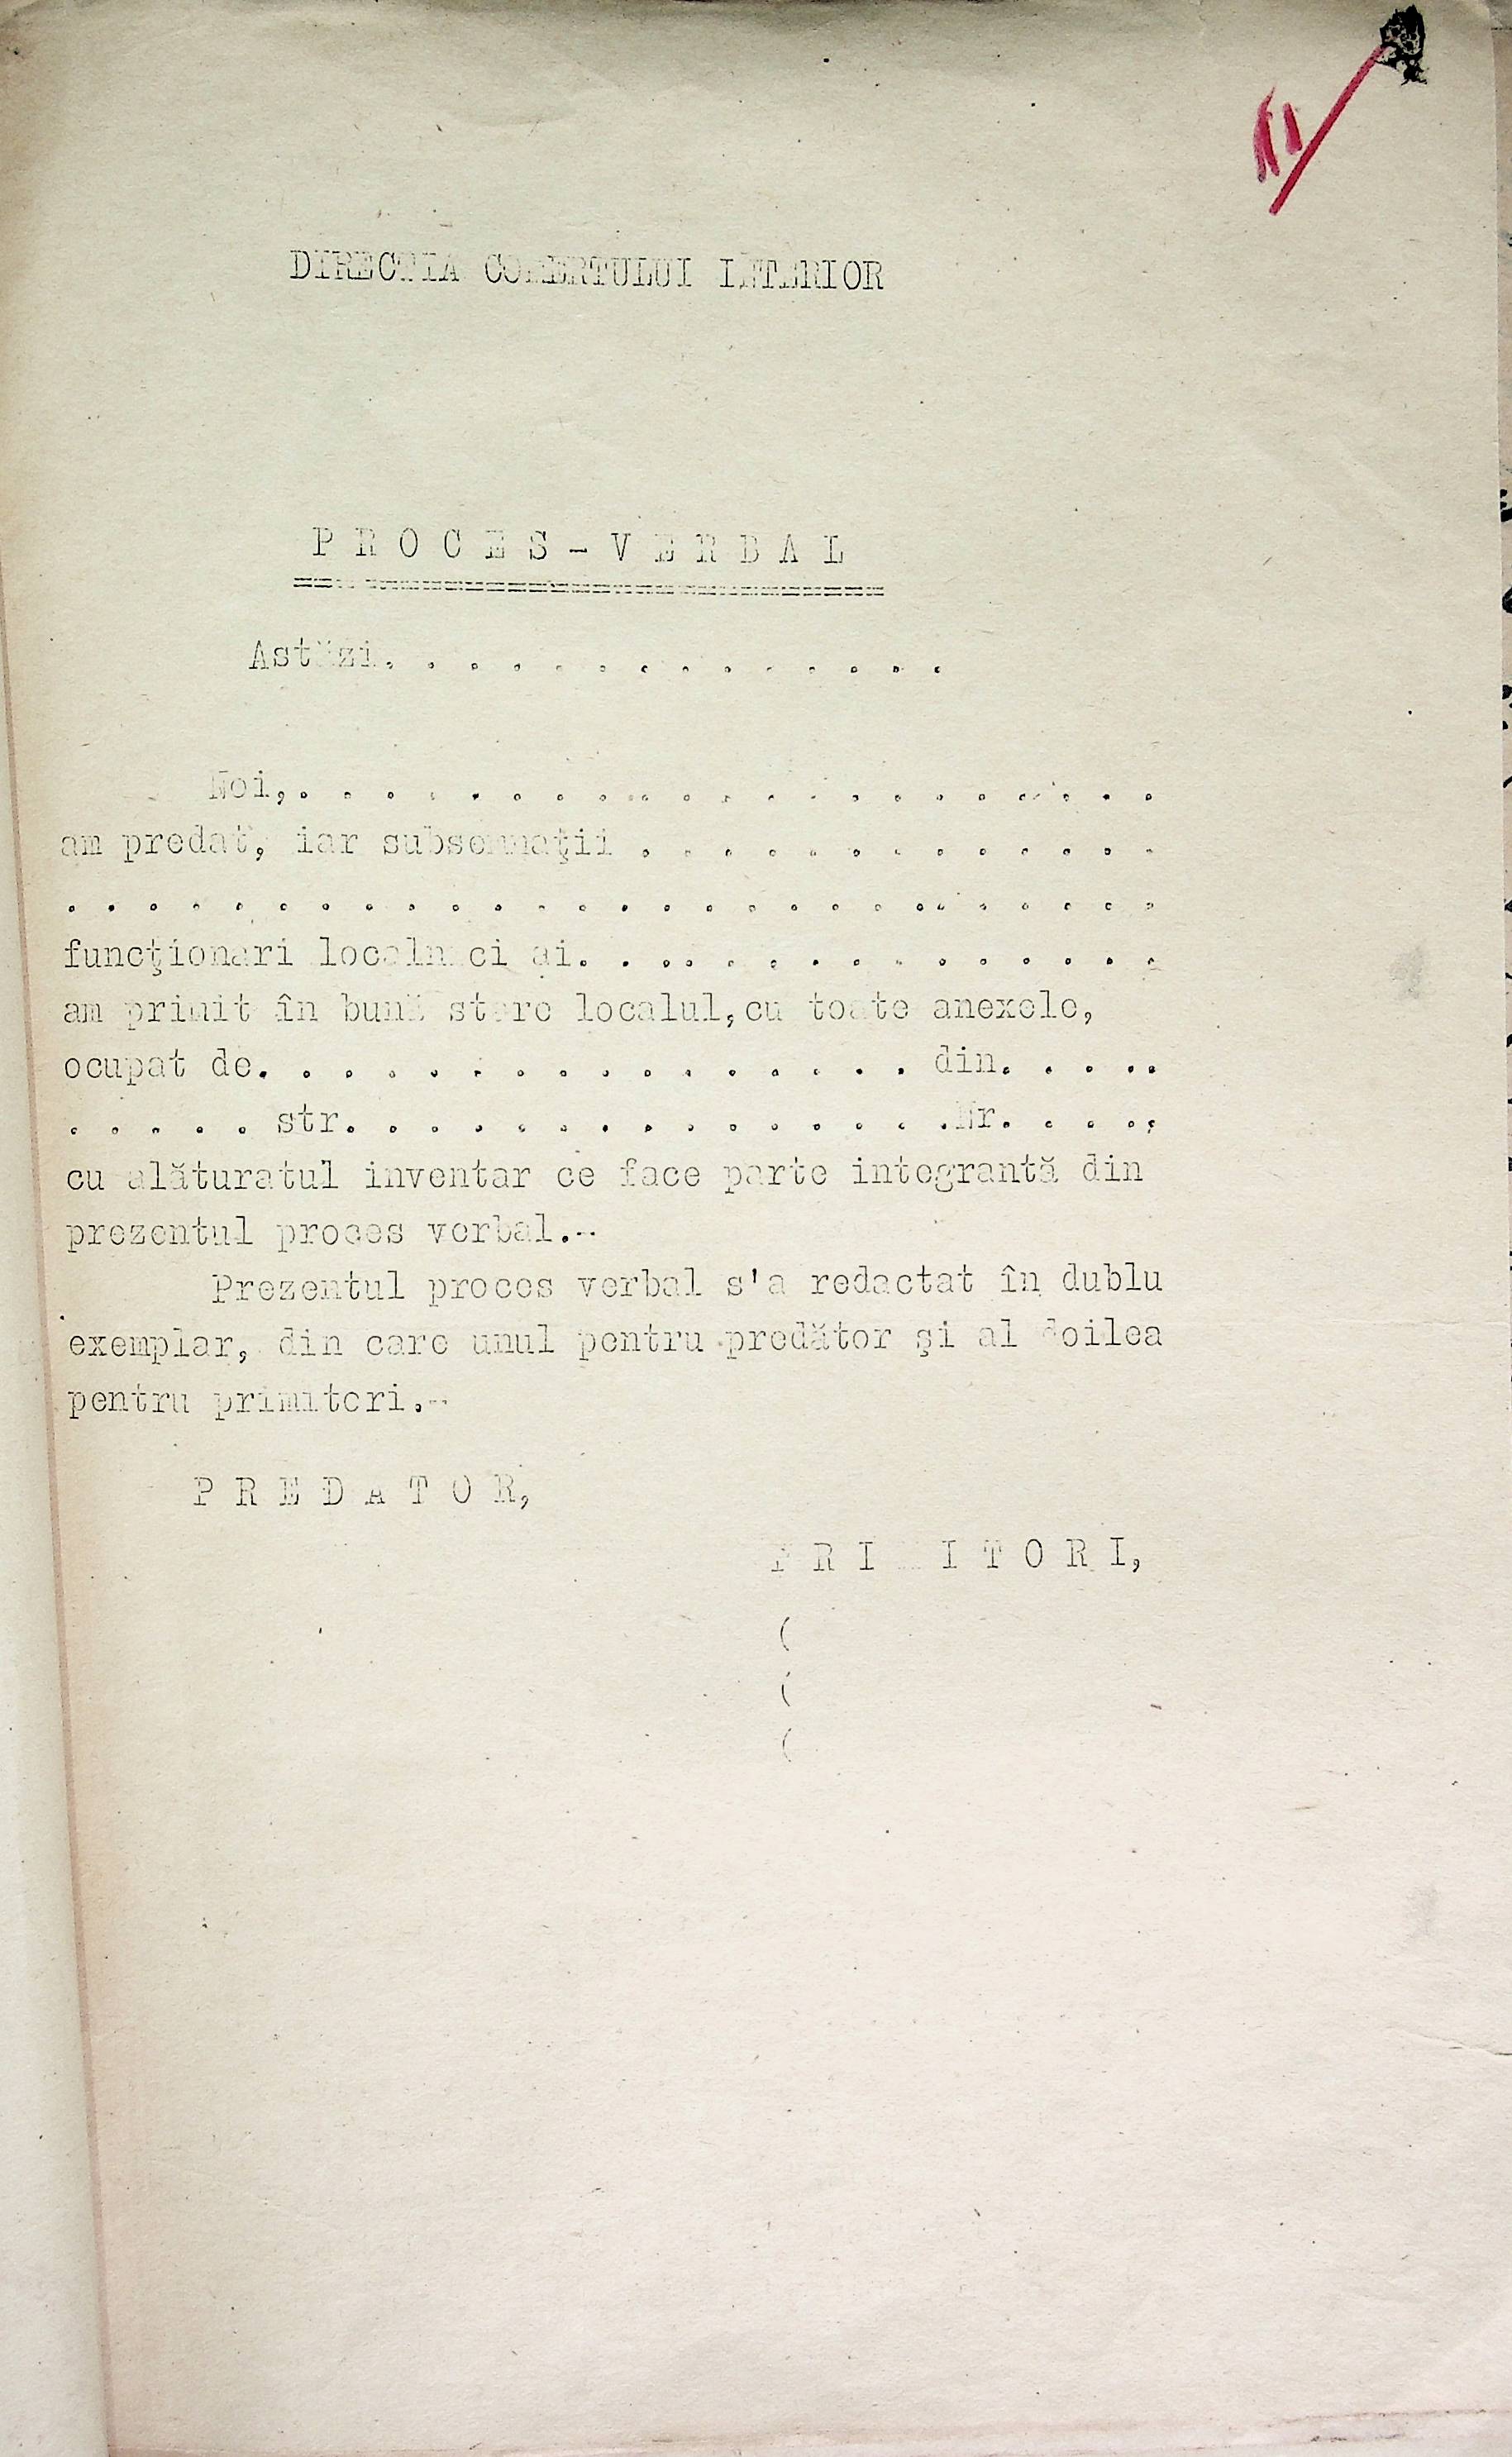 DIRECTIA COMERTULUI INTERIOR
P R O C E S - V E R B A L
Astăzi. . . . . . . . . . . . . .
Noi,. . . . . . . . . . . . . . . . . . . . .
am predat, iar subsemnaţii . . . . . . . . . . . . .
. . . . . . . . . . . . . . . . . . . . . . . . . .
funcţionari localnici ai. . . . . . . . . . . . . .
am primit în bună stare localul,cu toate anexele,
ocupat de. . . . . . . . . . . . . . . . din. . . . .
. . . . . str. . . . . . . . . . . . . . .Nr. . . . .,
cu alăturatul inventar ce face parte integrantă din
prezentul proces verbal.-
Prezentul proces verbal s'a redactat în dublu
exemplar, din care unul pentru predător şi al doilea
pentru primitori.-
P R E D A T O R,
P R I M I T O R I,
(
(
(